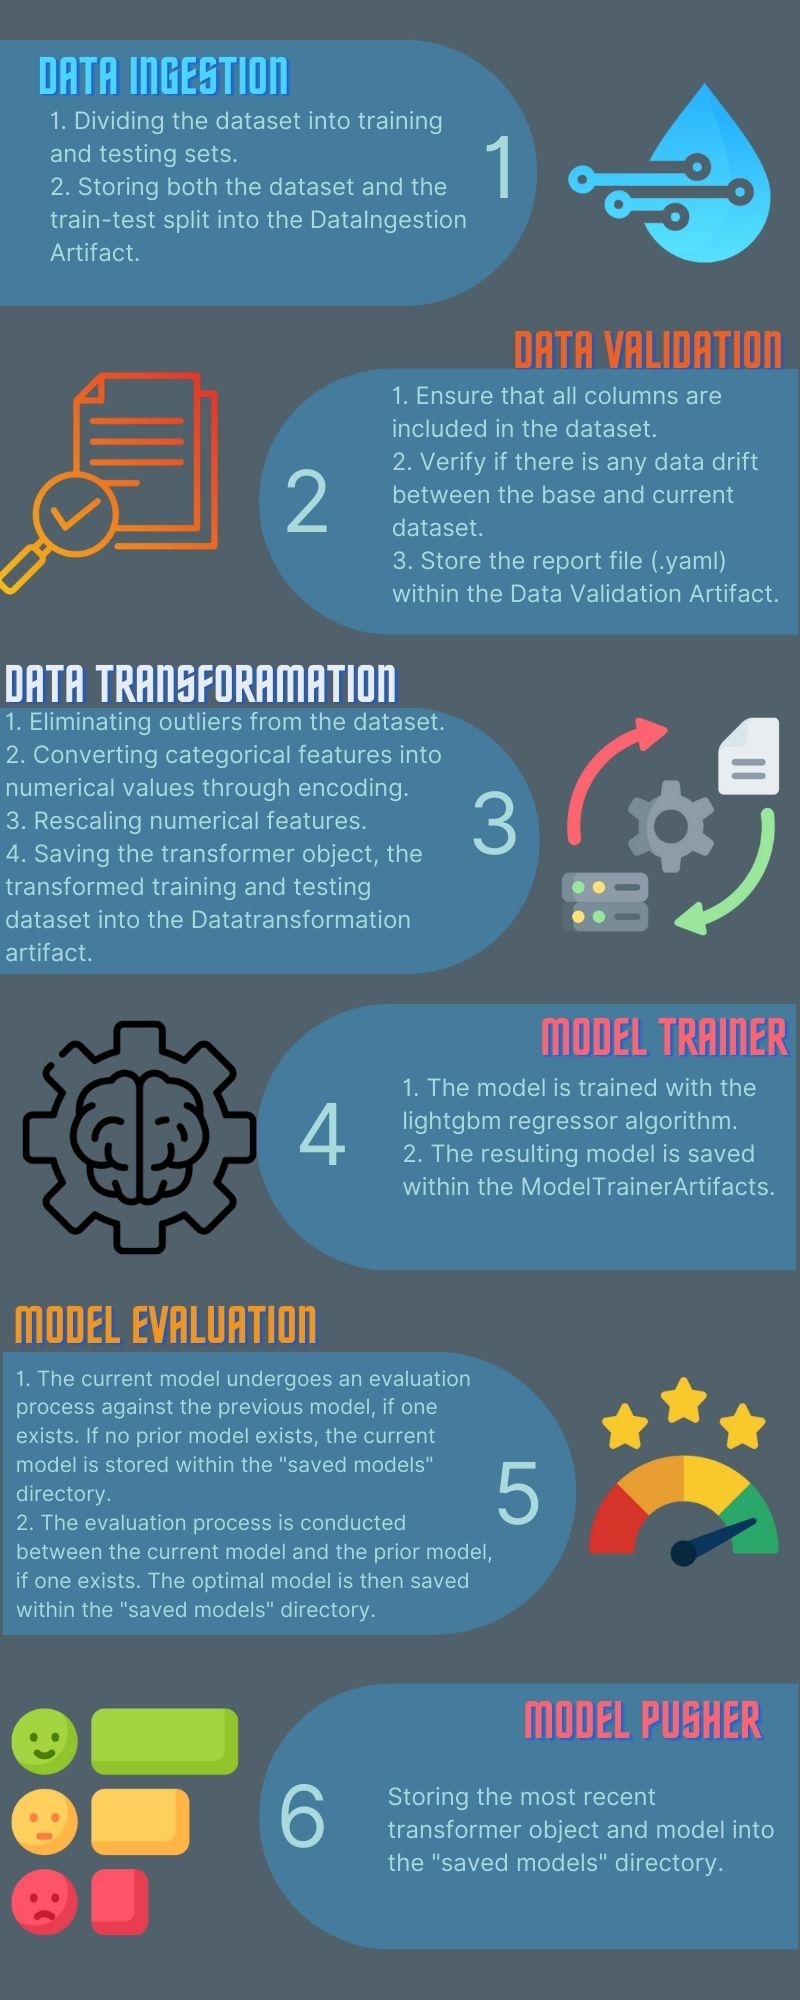 DATA INGESTION
1. Dividing the dataset into training
and testing sets.
2. Storing both the dataset and the
train-test split into the DataIngestion
Artifact.
1
DATA VALIDATION
1. Ensure that all columns are
included in the dataset.
2. Verify if there is any data drift
between the base and current
dataset.
3. Store the report file (.yaml)
within the Data Validation Artifact.
2
DATA TRANSFORAMATION
1. Eliminating outliers from the dataset.
2. Converting categorical features into
numerical values through encoding.
3. Rescaling numerical features.
4. Saving the transformer object, the
transformed training and testing
dataset into the Datatransformation
artifact.
3
MODEL TRAINER
1. The model is trained with the
lightgbm regressor algorithm.
2. The resulting model is saved
within the ModelTrainerArtifacts.
4
MODEL EVALUATION
1. The current model undergoes an evaluation
process against the previous model, if one
exists. If no prior model exists, the current
model is stored within the "saved models"
directory.
2. The evaluation process is conducted
between the current model and the prior model,
if one exists. The optimal model is then saved
within the "saved models" directory.
5
MODEL PUSHER
Storing the most recent
transformer object and model into
the "saved models" directory.
6